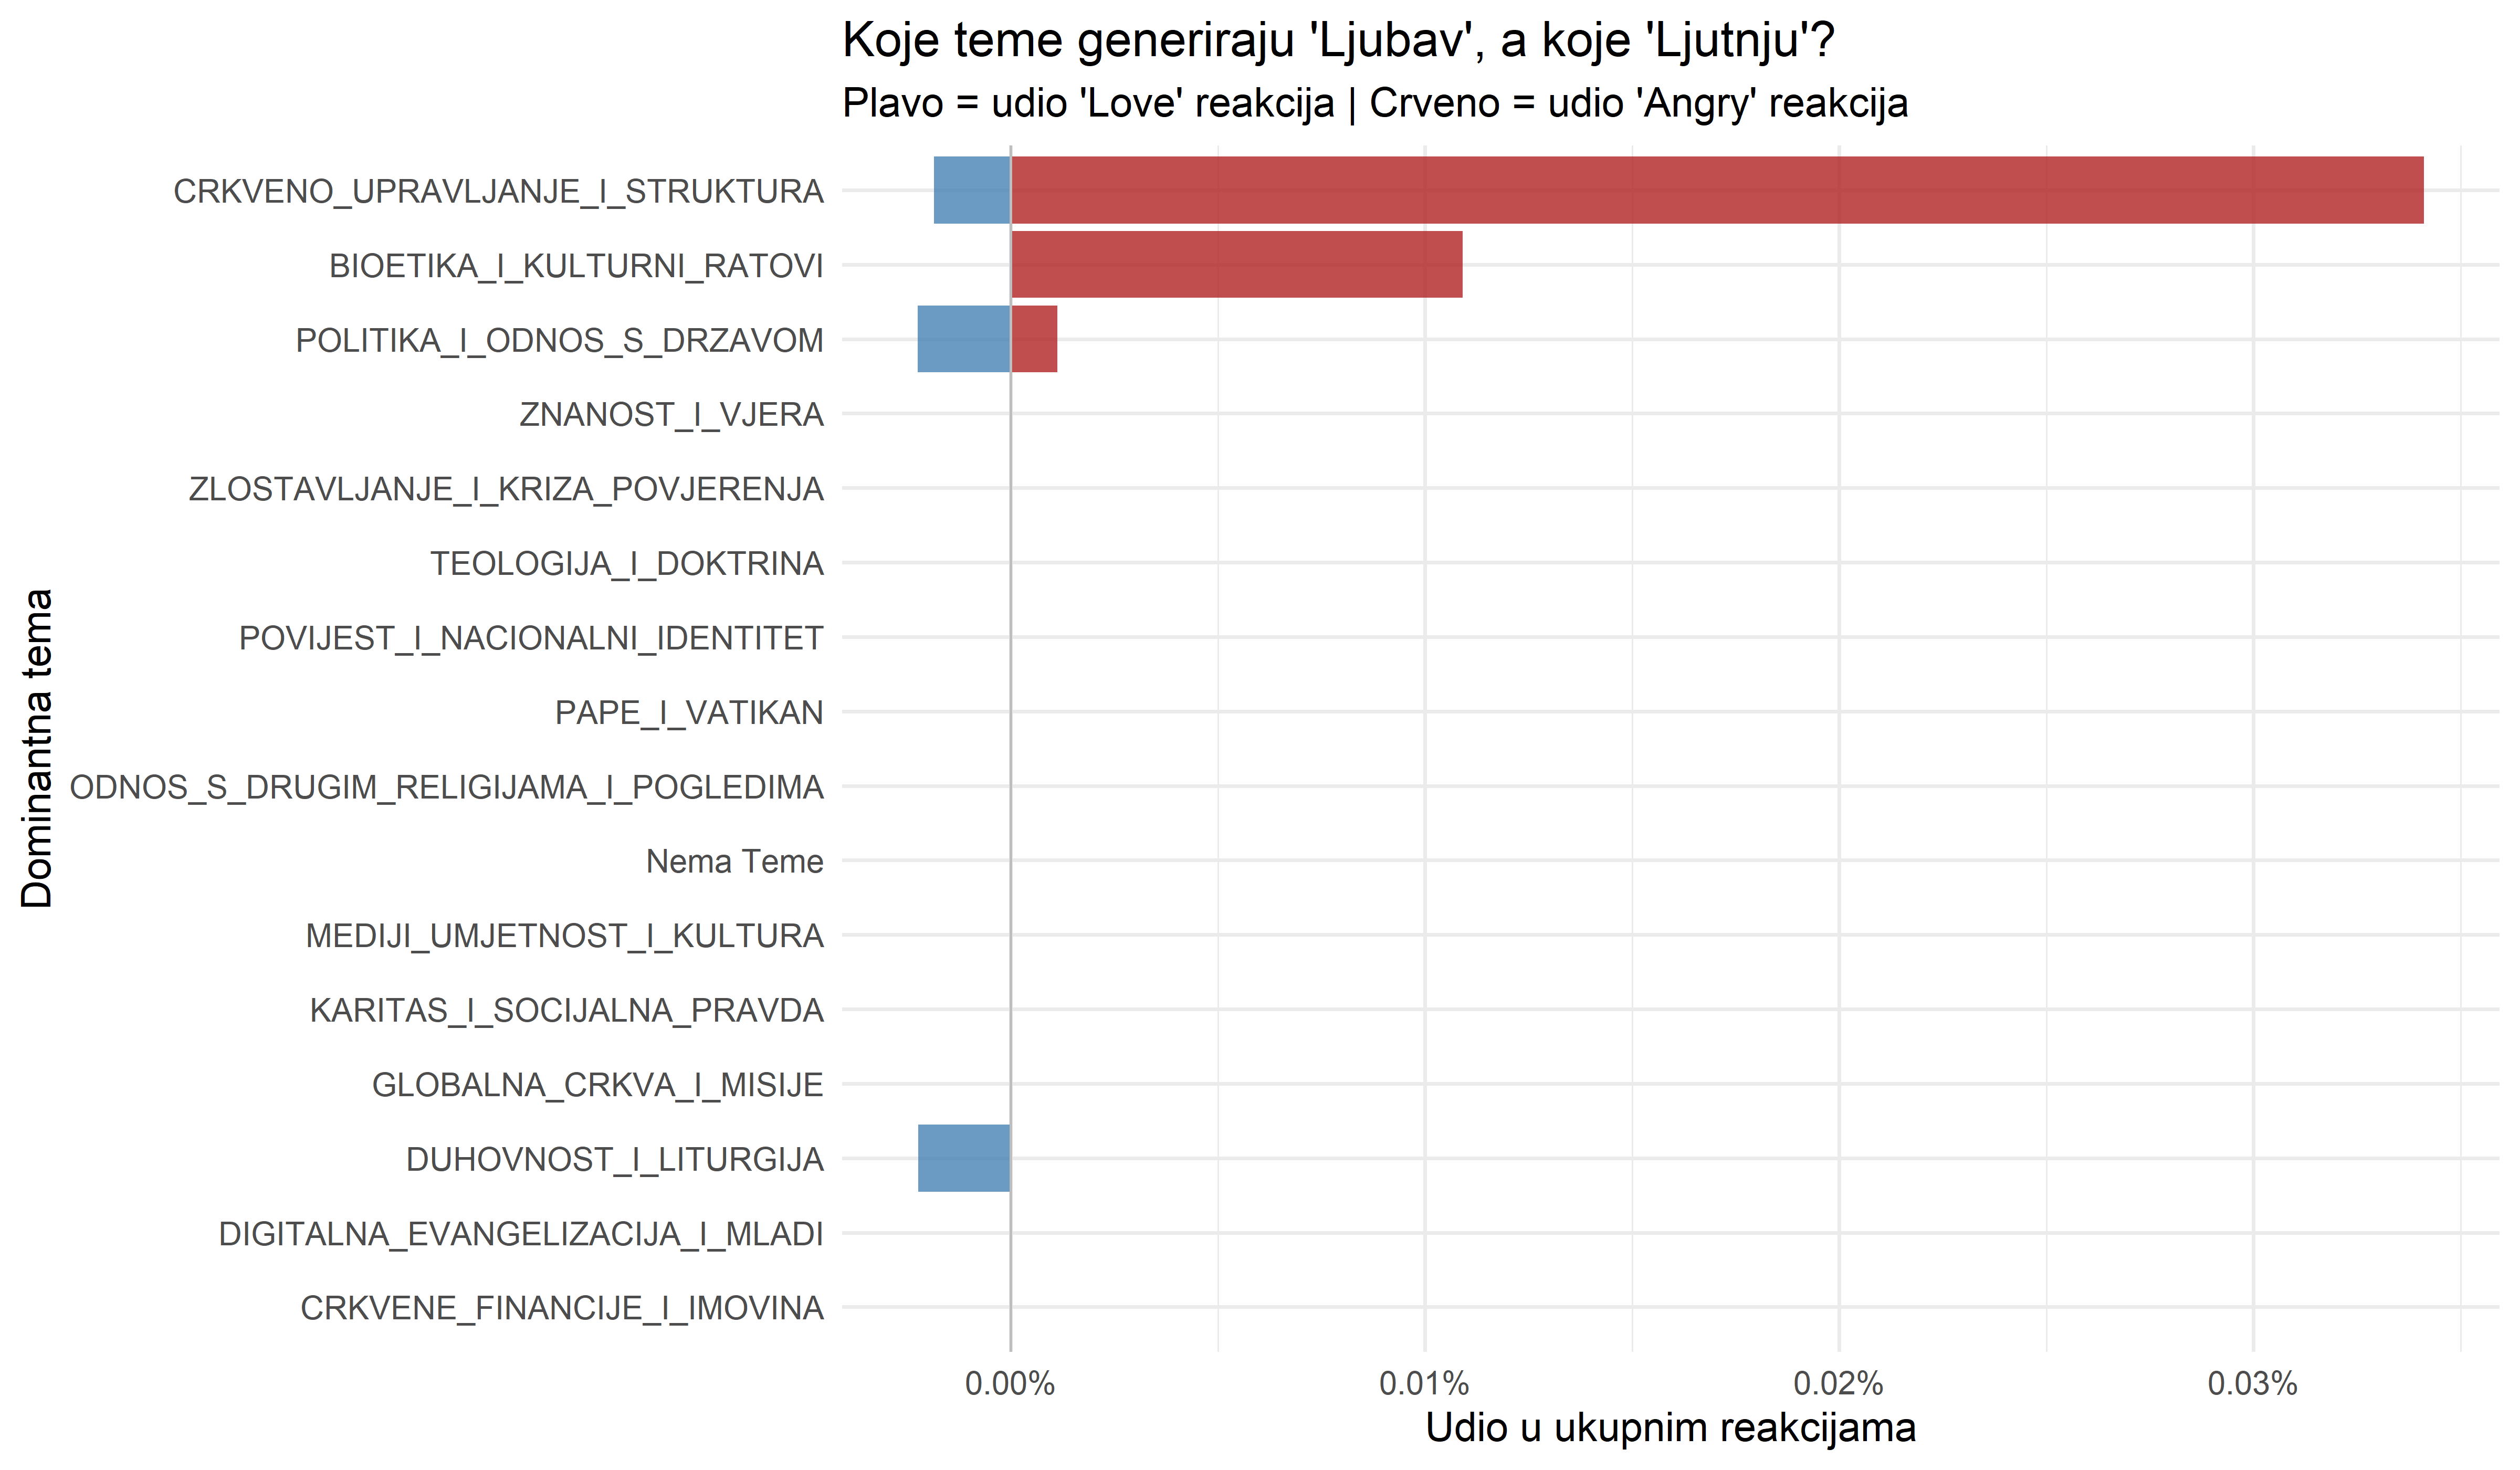 Koje teme generiraju 'Ljubav', a koje 'Ljutnju'?
Plavo = udio 'Love' reakcija | Crveno = udio 'Angry' reakcija
Dominantna tema
CRKVENO_UPRAVLJANJE_I_STRUKTURA
BIOETIKA_I_KULTURNI_RATOVI
POLITIKA_I_ODNOS_S_DRZAVOM
ZNANOST_I_VJERA
ZLOSTAVLJANJE_I_KRIZA_POVJERENJA
TEOLOGIJA_I_DOKTRINA
POVIJEST_I_NACIONALNI_IDENTITET
PAPE_I_VATIKAN
ODNOS_S_DRUGIM_RELIGIJAMA_I_POGLEDIMA
Nema Teme
MEDIJI_UMJETNOST_I_KULTURA
KARITAS_I_SOCIJALNA_PRAVDA
GLOBALNA_CRKVA_I_MISIJE
DUHOVNOST_I_LITURGIJA
DIGITALNA_EVANGELIZACIJA_I_MLADI
CRKVENE_FINANCIJE_I_IMOVINA
0.00% 0.01% 0.02% 0.03%
Udio u ukupnim reakcijama